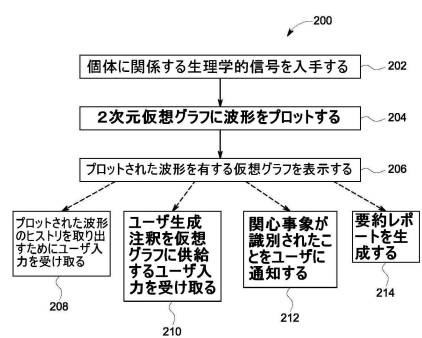 200
個体に関係する生理学的信号を入手する
202
2次元仮想グラフに波形をプロットする
204
プロットされた波形を有する仮想グラフを表示する
206
プロットされた波形
のヒストリを取り出
すためにユーザ入
力を受け取る
208
ユーザ生成
注釈を仮想
グラフに供給
するユーザ入
力を受け取る
210
関心事象が
識別されたこ
とをユーザに
通知する
212
要約レポ
ートを生
成する
214